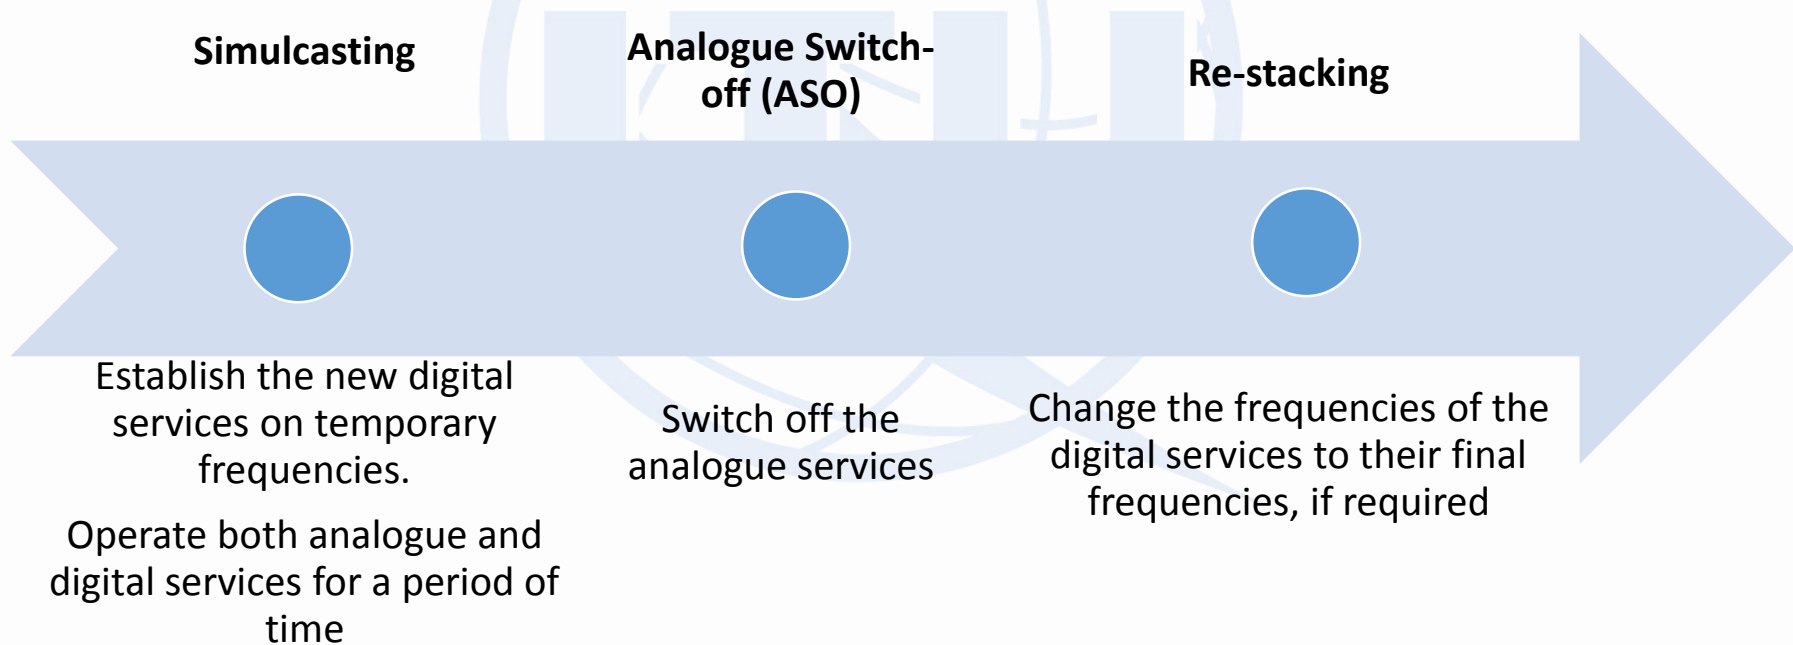 Simulcasting
Establish the new digital
services on temporary
frequencies.
Operate both analogue and
digital services for a period of
time
Analogue Switch-
off (ASO)
Switch off the
analogue services
Re-stacking
Change the frequencies of the
digital services to their final
frequencies, if required
ITU